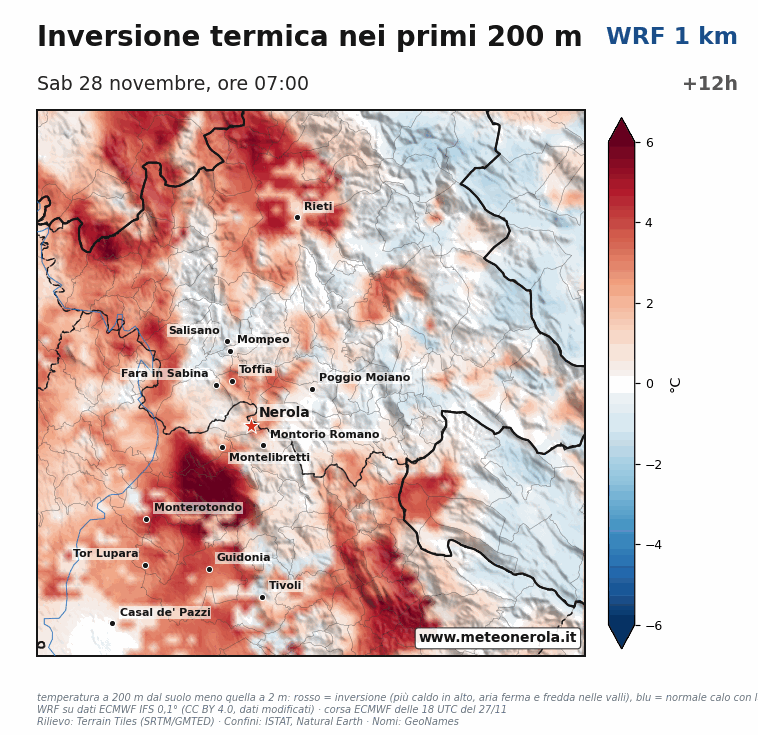 Inversione termica nei primi 200 m WRF 1 km
Sab 28 novembre, ore 07:00 +12h
Rieti
Salisano
Mompeo
Fara in Sabina
Toffia
Poggio Moiano
Nerola
Montorio Romano
Montelibretti
Monterotondo
Tor Lupara
Guidonia
Tivoli
Casal de' Pazzi
www.meteonerola.it
6
4
2
0
−2
−4
−6
°C
temperatura a 200 m dal suolo meno quella a 2 m: rosso = inversione (più caldo in alto, aria ferma e fredda nelle valli), blu = normale calo con l
WRF su dati ECMWF IFS 0,1° (CC BY 4.0, dati modificati) · corsa ECMWF delle 18 UTC del 27/11
Rilievo: Terrain Tiles (SRTM/GMTED) · Confini: ISTAT, Natural Earth · Nomi: GeoNames